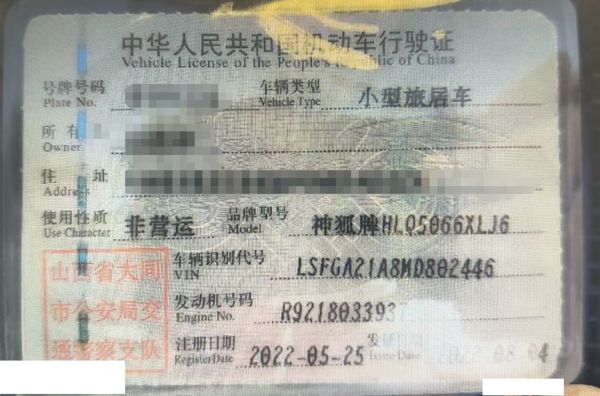 中华人民共和国机动车行驶证
Vehicle License of the People's Republic of China
号牌号码 车辆类型 小型旅居车
Plate No. Vehicle Type
所有
Owner
住 址
Address
使用性质 非营运 品牌型号 神狐牌HLQ5066XLJ6
Use Character Model
车辆识别代号 LSFGA21A8MD802446
VIN
山西省大同
市公安局交
通警察支队
发动机号码 R9218033937
Engine No.
注册日期 2022-05-25 发证日期 2022-08-04
Register Date Issue Date